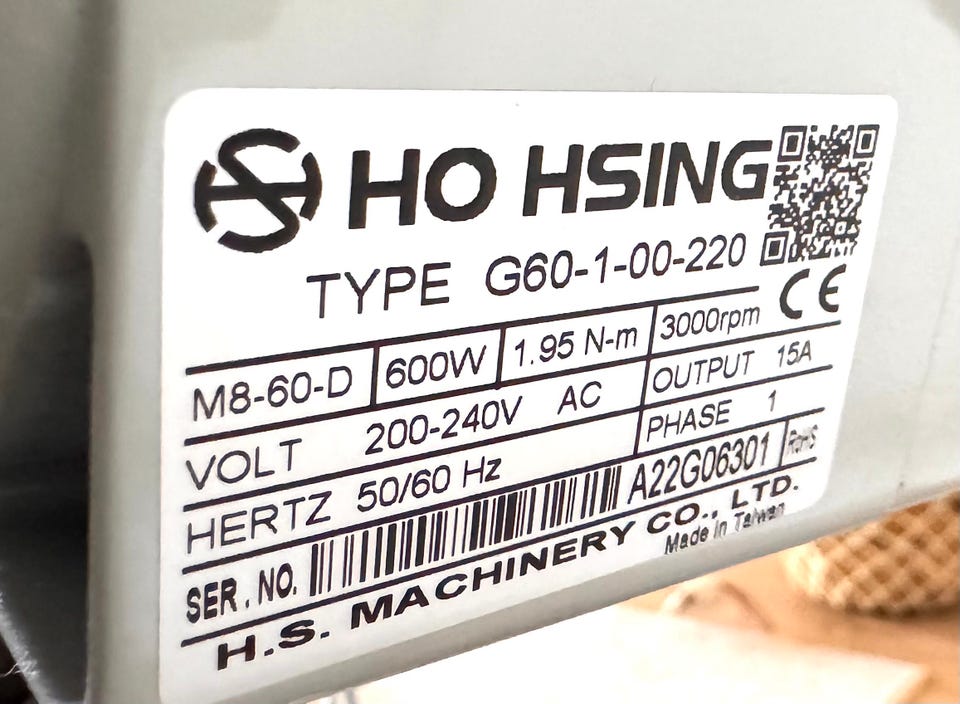 HS HO HSING
TYPE G60-1-00-220
CE
M8-60-D 600W 1.95 N-m 3000rpm
VOLT 200-240V AC OUTPUT 15A
HERTZ 50/60 Hz PHASE 1
SER. NO. A22G06301 RoHS
H.S. MACHINERY CO., LTD.
Made in Taiwan